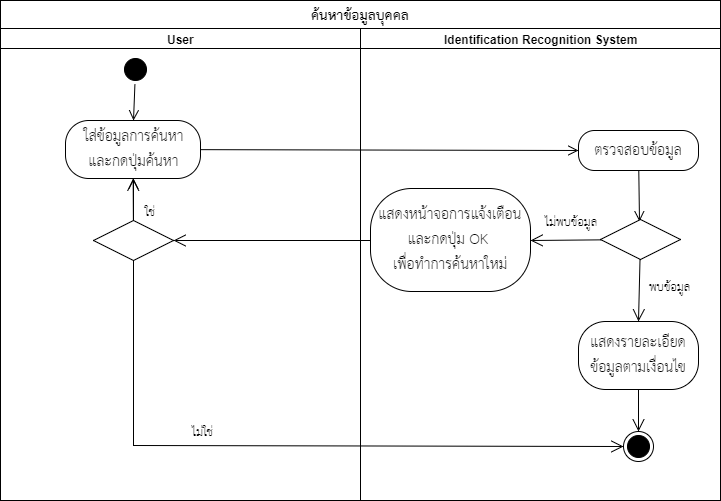 ค้นหาข้อมูลบุคคล
User
Identification Recognition System
ใส่ข้อมูลการค้นหา
และกดปุ่มค้นหา
ตรวจสอบข้อมูล
ใช่
แสดงหน้าจอการแจ้งเตือน
และกดปุ่ม OK
เพื่อทำการค้นหาใหม่
ไม่พบข้อมูล
พบข้อมูล
แสดงรายละเอียด
ข้อมูลตามเงื่อนไข
ไม่ใช่